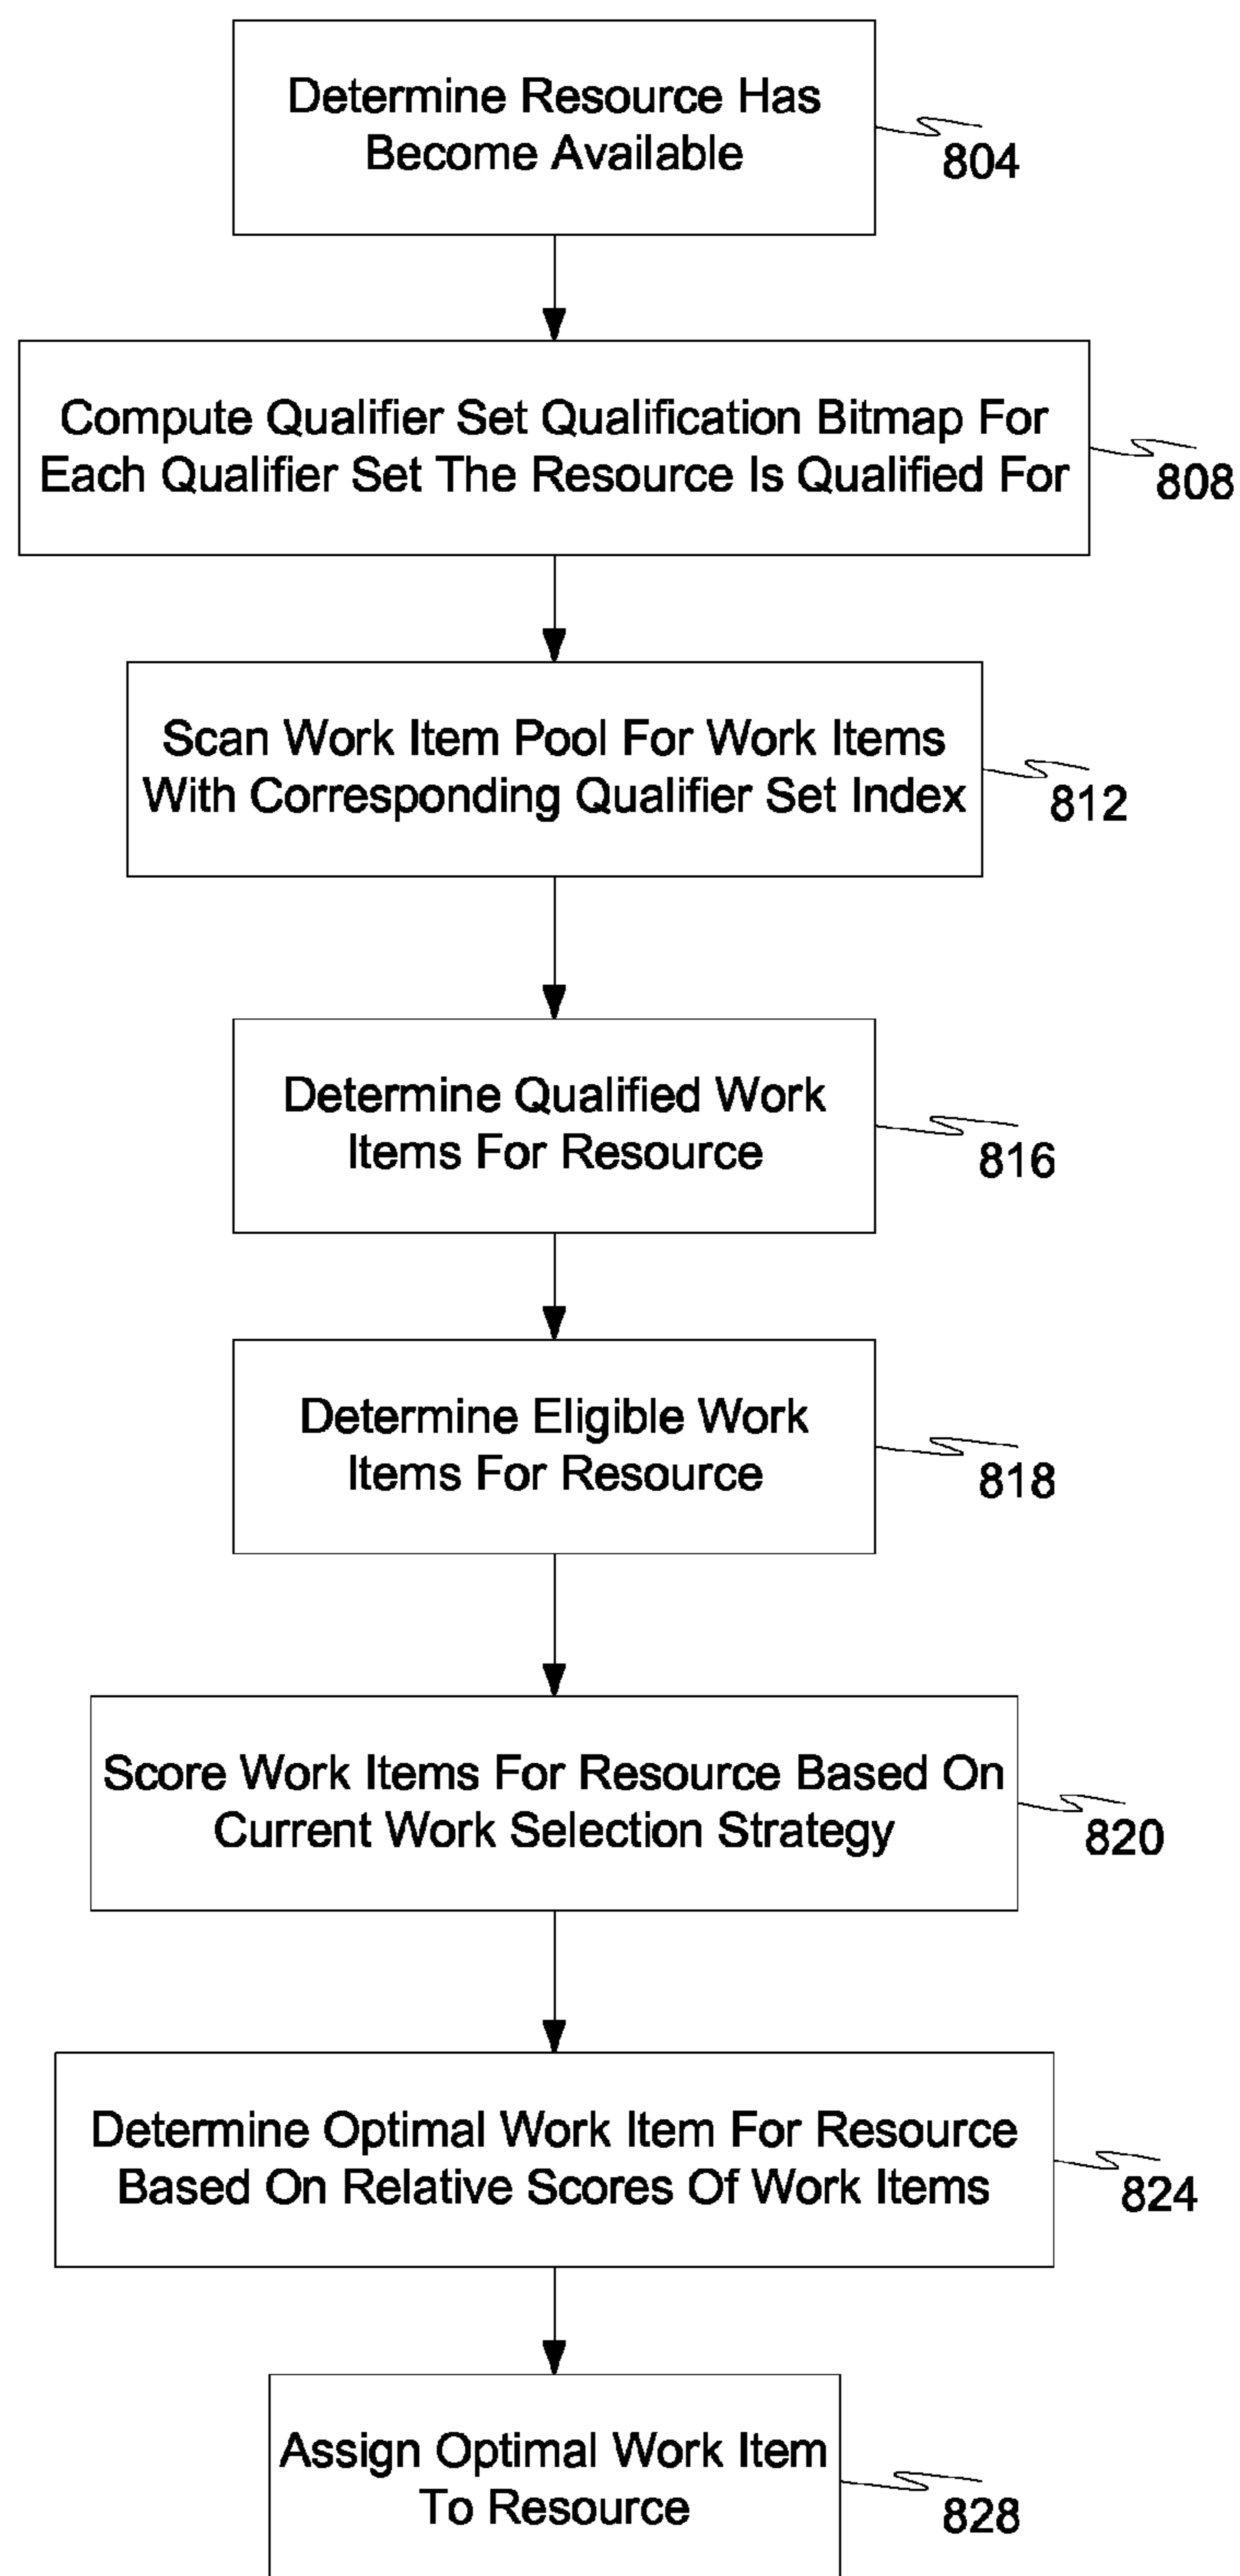 Determine Resource Has
Become Available
804
Compute Qualifier Set Qualification Bitmap For
Each Qualifier Set The Resource Is Qualified For
808
Scan Work Item Pool For Work Items
With Corresponding Qualifier Set Index
812
Determine Qualified Work
Items For Resource
816
Determine Eligible Work
Items For Resource
818
Score Work Items For Resource Based On
Current Work Selection Strategy
820
Determine Optimal Work Item For Resource
Based On Relative Scores Of Work Items
824
Assign Optimal Work Item
To Resource
828